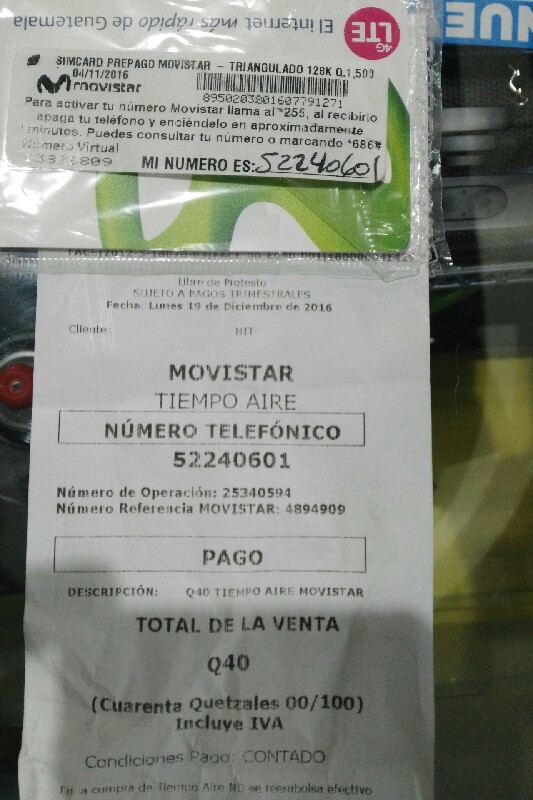 El internet más rápido de Guatemala
4G
LTE
NUE
SIMCARD PREPAGO MOVISTAR - TRIANGULADO 128K Q.1,500
04/11/2016
movistar
8950203801607791271
Para activar tu número Movistar llama al *255, al recibirlo
apaga tu teléfono y enciéndelo en aproximadamente
minutos. Puedes consultar tu número o marcando *686#
Número Virtual
MI NUMERO ES: 52240601
Libre de Protesto
SUJETO A PAGOS TRIMESTRALES
Fecha: Lunes 19 de Diciembre de 2016
Cliente: NIT
MOVISTAR
TIEMPO AIRE
NÚMERO TELEFÓNICO
52240601
Número de Operación: 25340594
Número Referencia MOVISTAR: 4894909
PAGO
DESCRIPCIÓN: Q40 TIEMPO AIRE MOVISTAR
TOTAL DE LA VENTA
Q40
(Cuarenta Quetzales 00/100)
Incluye IVA
Condiciones Pago: CONTADO
En la compra de Tiempo Aire NO se reembolsa efectivo